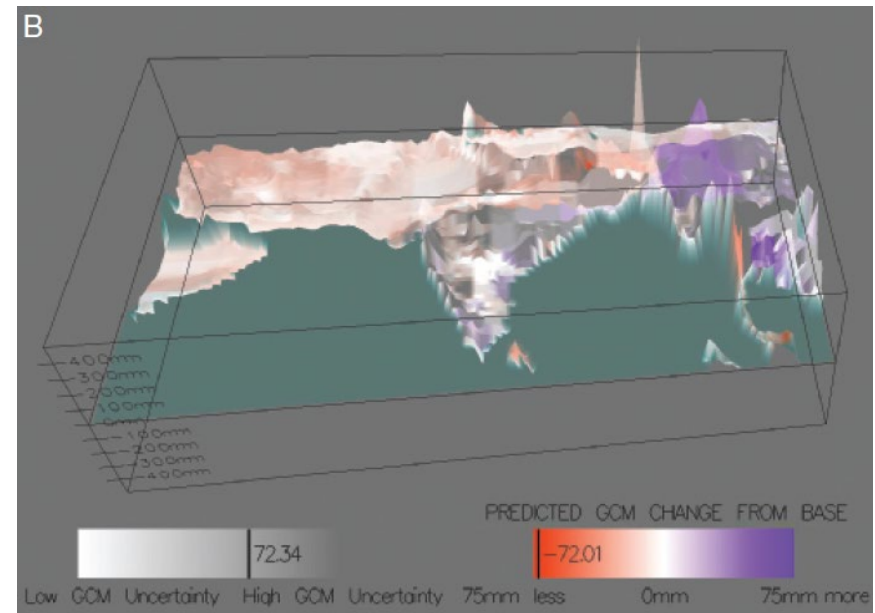 B
400mm
300mm
200mm
100mm
0mm
-100mm
-200mm
-300mm
-400mm
PREDICTED GCM CHANGE FROM BASE
72.34
-72.01
Low GCM Uncertainty High GCM Uncertainty 75mm less 0mm 75mm more